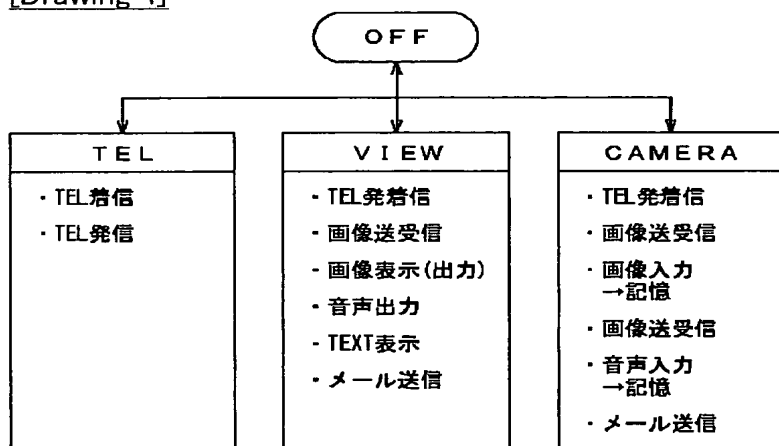 OFF
TEL
・TEL着信
・TEL発信
VIEW
・TEL発着信
・画像送受信
・画像表示(出力)
・音声出力
・TEXT表示
・メール送信
CAMERA
・TEL発着信
・画像送受信
・画像入力
→記憶
・画像送受信
・音声入力
→記憶
・メール送信